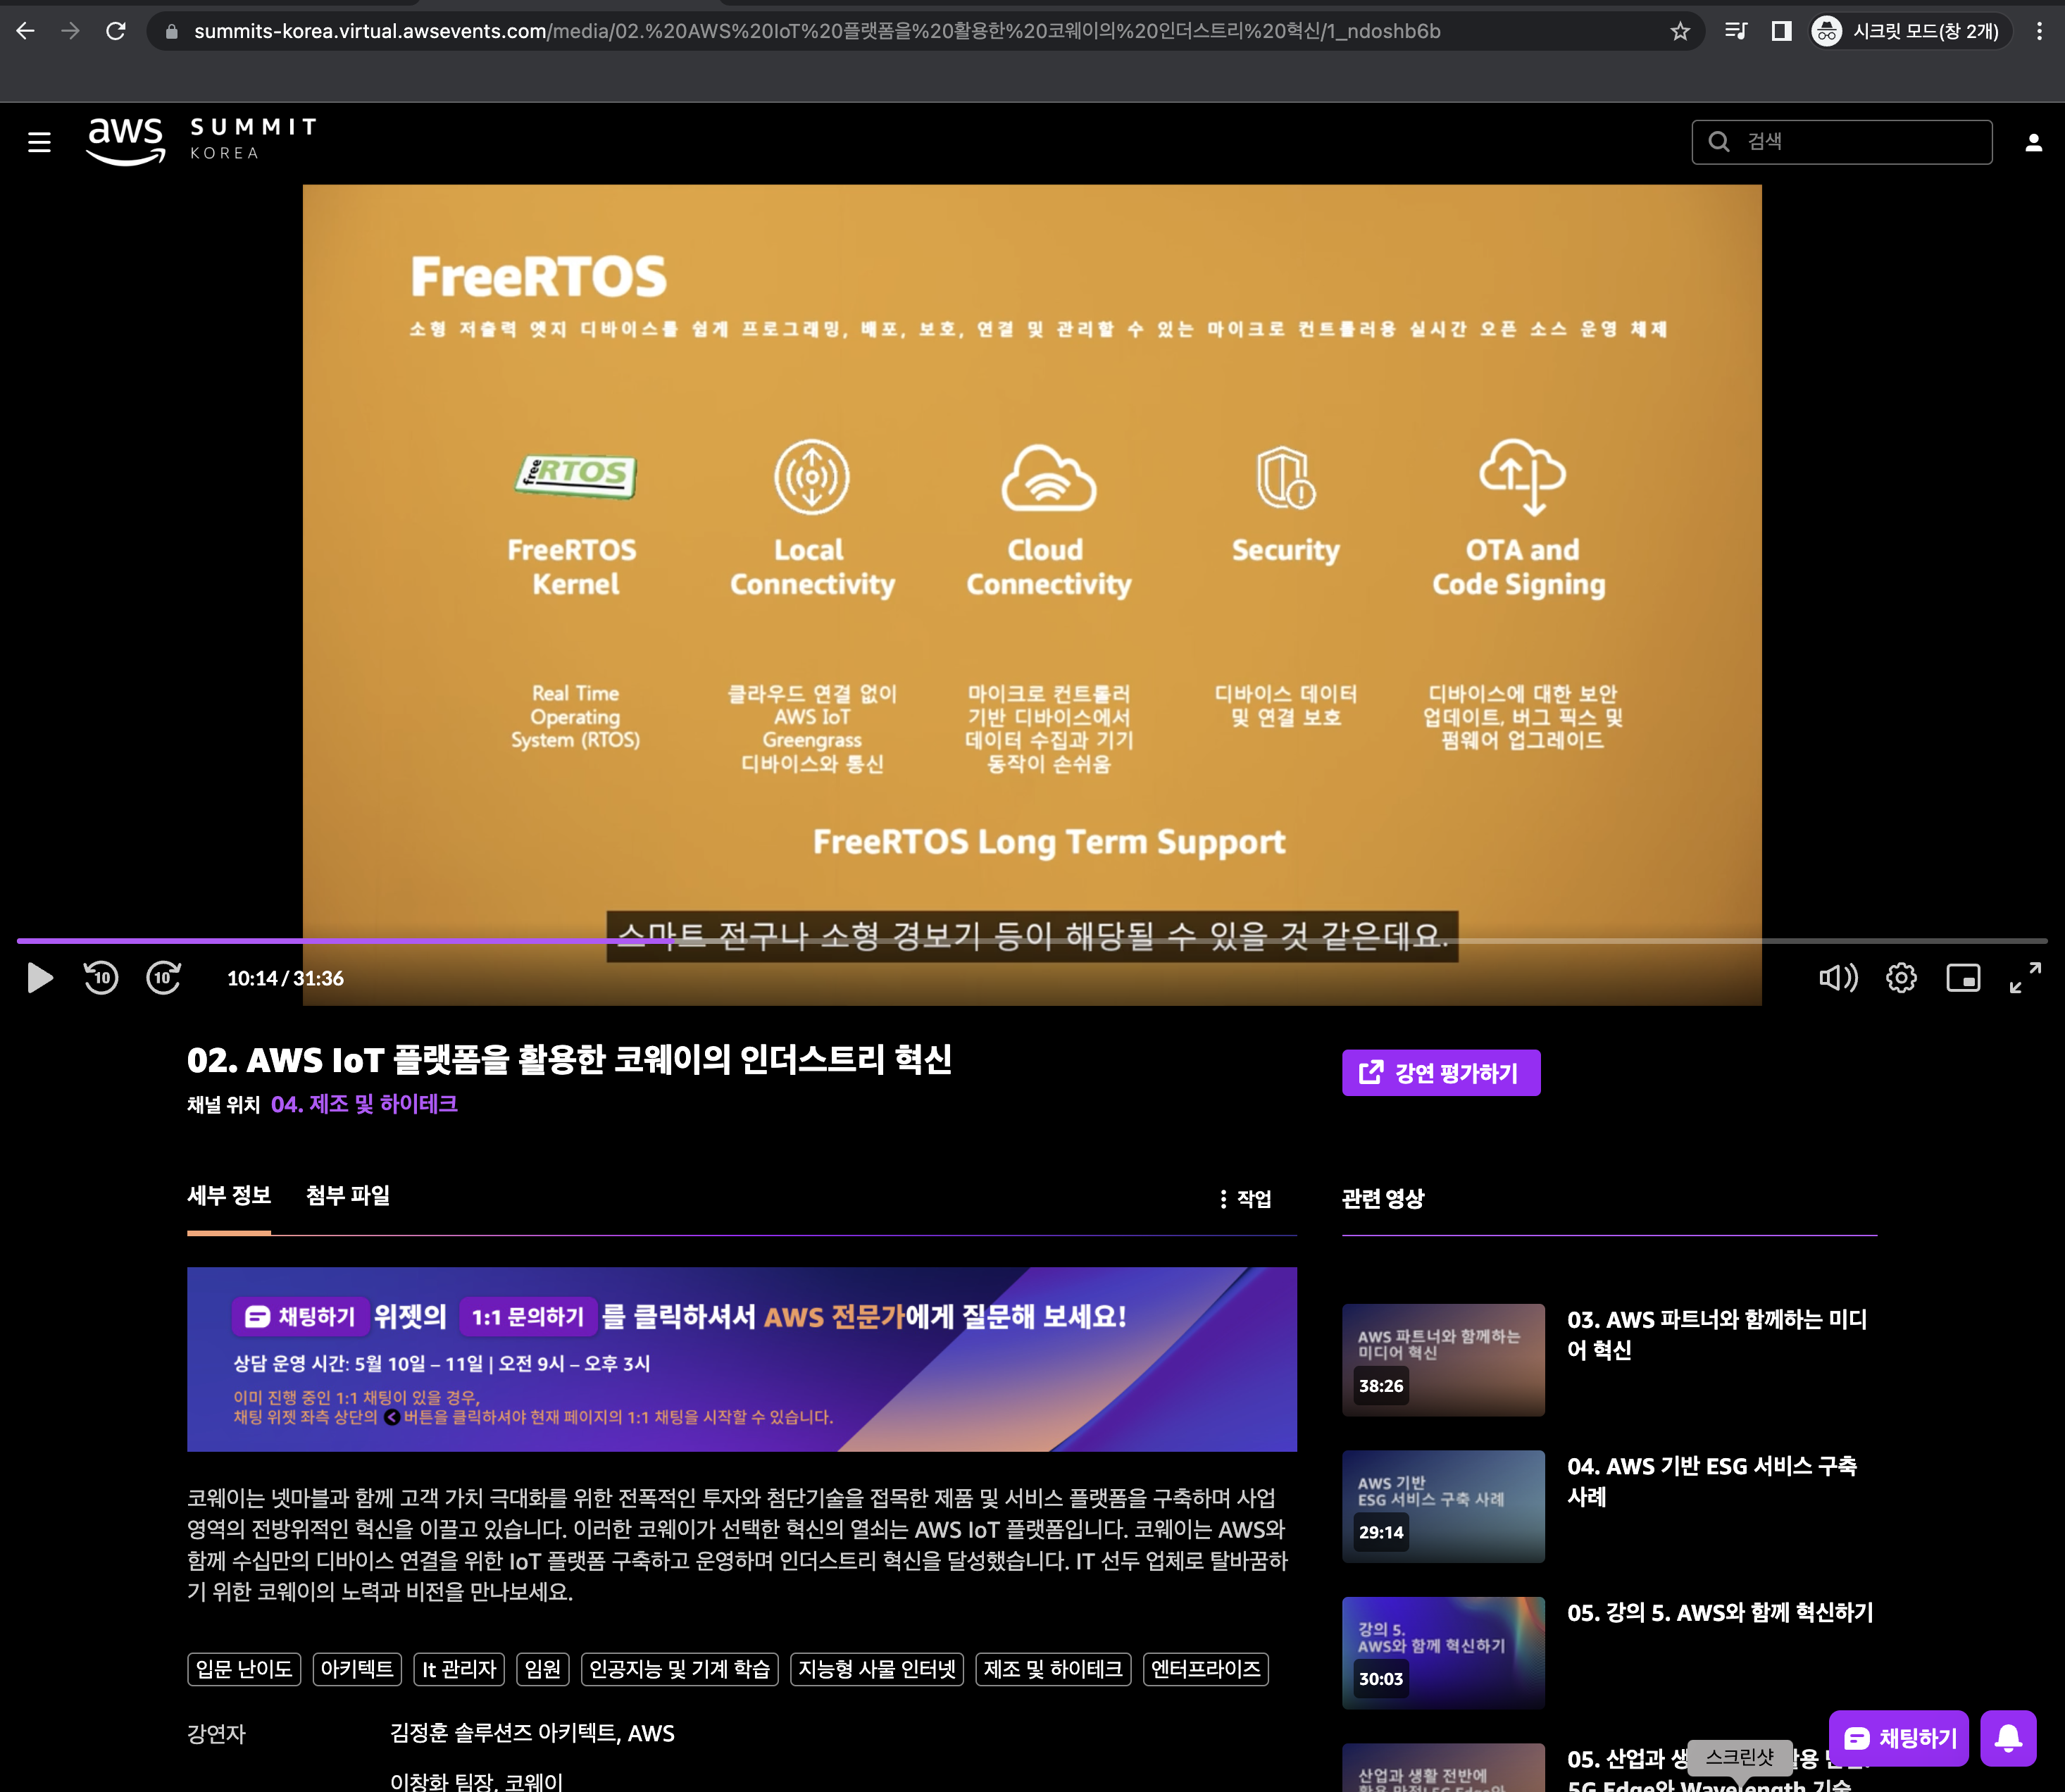 summits-korea.virtual.awsevents.com/media/02.%20AWS%20IoT%20플랫폼을%20활용한%20코웨이의%20인더스트리%20혁신/1_ndoshb6b
시크릿 모드(창 2개)
aws
SUMMIT
KOREA
검색
FreeRTOS
소형 저출력 엣지 디바이스를 쉽게 프로그래밍, 배포, 보호, 연결 및 관리할 수 있는 마이크로 컨트롤러용 실시간 오픈 소스 운영 체제
free RTOS
FreeRTOS
Kernel
Real Time
Operating
System (RTOS)
Local
Connectivity
클라우드 연결 없이
AWS IoT
Greengrass
디바이스와 통신
Cloud
Connectivity
마이크로 컨트롤러
기반 디바이스에서
데이터 수집과 기기
동작이 손쉬움
Security
디바이스 데이터
및 연결 보호
OTA and
Code Signing
디바이스에 대한 보안
업데이트, 버그 픽스 및
펌웨어 업그레이드
FreeRTOS Long Term Support
스마트 전구나 소형 경보기 등이 해당될 수 있을 것 같은데요.
10
10
10:14 / 31:36
02. AWS IoT 플랫폼을 활용한 코웨이의 인더스트리 혁신
채널 위치 04. 제조 및 하이테크
강연 평가하기
세부 정보
첨부 파일
작업
채팅하기 위젯의 1:1 문의하기 를 클릭하셔서 AWS 전문가에게 질문해 보세요!
상담 운영 시간: 5월 10일 – 11일 | 오전 9시 – 오후 3시
이미 진행 중인 1:1 채팅이 있을 경우,
채팅 위젯 좌측 상단의 < 버튼을 클릭하셔야 현재 페이지의 1:1 채팅을 시작할 수 있습니다.
코웨이는 넷마블과 함께 고객 가치 극대화를 위한 전폭적인 투자와 첨단기술을 접목한 제품 및 서비스 플랫폼을 구축하며 사업
영역의 전방위적인 혁신을 이끌고 있습니다. 이러한 코웨이가 선택한 혁신의 열쇠는 AWS IoT 플랫폼입니다. 코웨이는 AWS와
함께 수십만의 디바이스 연결을 위한 IoT 플랫폼 구축하고 운영하며 인더스트리 혁신을 달성했습니다. IT 선두 업체로 탈바꿈하
기 위한 코웨이의 노력과 비전을 만나보세요.
입문 난이도
아키텍트
It 관리자
임원
인공지능 및 기계 학습
지능형 사물 인터넷
제조 및 하이테크
엔터프라이즈
강연자
김정훈 솔루션즈 아키텍트, AWS
이창화 팀장, 코웨이
관련 영상
AWS 파트너와 함께하는
미디어 혁신
38:26
03. AWS 파트너와 함께하는 미디
어 혁신
AWS 기반
ESG 서비스 구축 사례
29:14
04. AWS 기반 ESG 서비스 구축
사례
강의 5.
AWS와 함께 혁신하기
30:03
05. 강의 5. AWS와 함께 혁신하기
산업과 생활 전반에
05. 산업과
5G Edge와 Wavelength 기술
스크린샷
채팅하기